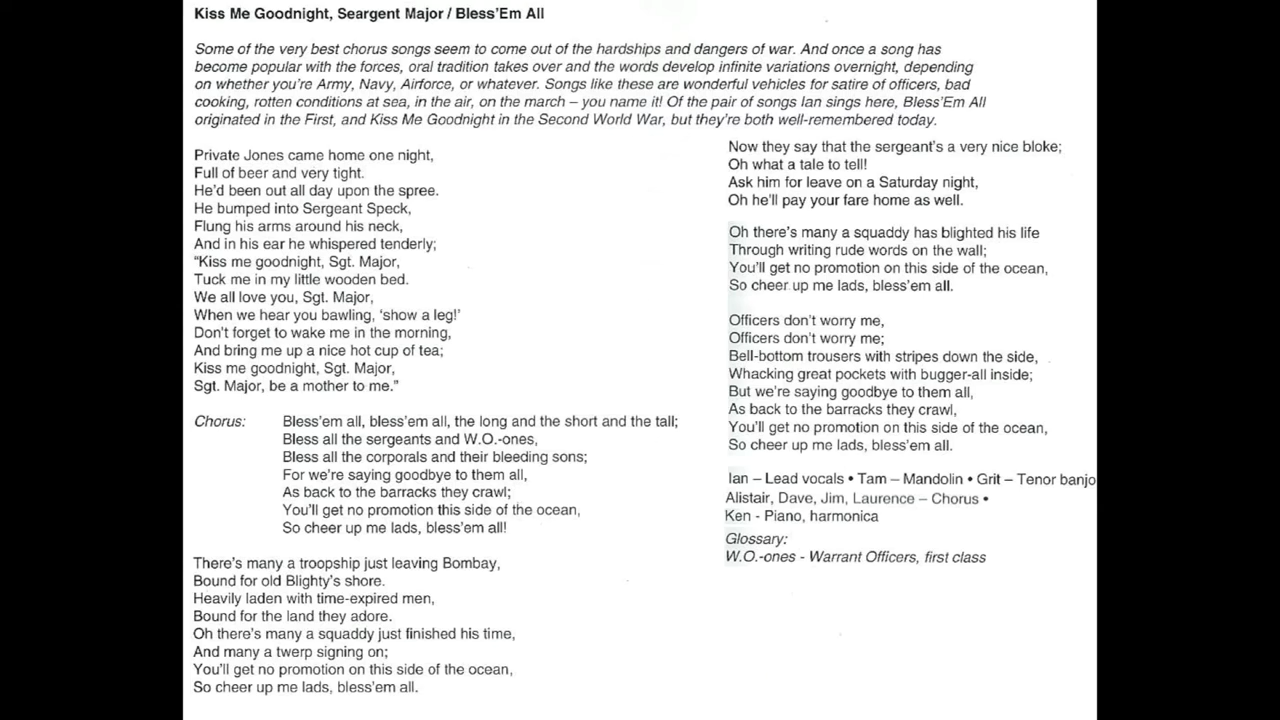 Kiss Me Goodnight, Seargent Major / Bless'Em All
Some of the very best chorus songs seem to come out of the hardships and dangers of war. And once a song has
become popular with the forces, oral tradition takes over and the words develop infinite variations overnight, depending
on whether you're Army, Navy, Airforce, or whatever. Songs like these are wonderful vehicles for satire of officers, bad
cooking, rotten conditions at sea, in the air, on the march – you name it! Of the pair of songs Ian sings here, Bless'Em All
originated in the First, and Kiss Me Goodnight in the Second World War, but they're both well-remembered today.
Private Jones came home one night,
Full of beer and very tight.
He'd been out all day upon the spree.
He bumped into Sergeant Speck,
Flung his arms around his neck,
And in his ear he whispered tenderly;
“Kiss me goodnight, Sgt. Major,
Tuck me in my little wooden bed.
We all love you, Sgt. Major,
When we hear you bawling, ‘show a leg!’
Don't forget to wake me in the morning,
And bring me up a nice hot cup of tea;
Kiss me goodnight, Sgt. Major,
Sgt. Major, be a mother to me.”
Chorus: Bless'em all, bless'em all, the long and the short and the tall;
Bless all the sergeants and W.O.-ones,
Bless all the corporals and their bleeding sons;
For we're saying goodbye to them all,
As back to the barracks they crawl;
You'll get no promotion this side of the ocean,
So cheer up me lads, bless'em all!
There's many a troopship just leaving Bombay,
Bound for old Blighty's shore.
Heavily laden with time-expired men,
Bound for the land they adore.
Oh there's many a squaddy just finished his time,
And many a twerp signing on;
You'll get no promotion on this side of the ocean,
So cheer up me lads, bless'em all.
Now they say that the sergeant's a very nice bloke;
Oh what a tale to tell!
Ask him for leave on a Saturday night,
Oh he'll pay your fare home as well.
Oh there's many a squaddy has blighted his life
Through writing rude words on the wall;
You'll get no promotion on this side of the ocean,
So cheer up me lads, bless'em all.
Officers don't worry me,
Officers don't worry me;
Bell-bottom trousers with stripes down the side,
Whacking great pockets with bugger-all inside;
But we're saying goodbye to them all,
As back to the barracks they crawl,
You'll get no promotion on this side of the ocean,
So cheer up me lads, bless'em all.
Ian – Lead vocals • Tam – Mandolin • Grit – Tenor banjo
Alistair, Dave, Jim, Laurence – Chorus •
Ken - Piano, harmonica
Glossary:
W.O.-ones - Warrant Officers, first class